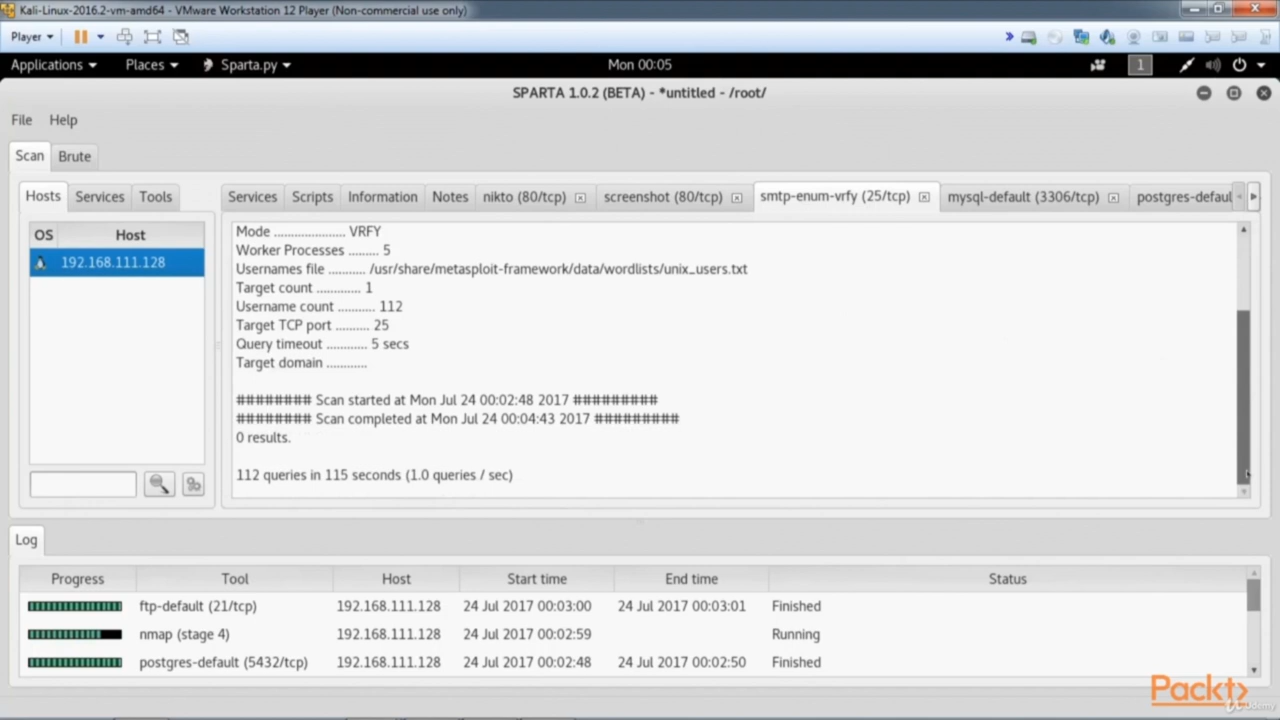 Kali-Linux-2016.2-vm-amd64 - VMware Workstation 12 Player (Non-commercial use only)
Player
Applications Places Sparta.py Mon 00:05 1
SPARTA 1.0.2 (BETA) - *untitled - /root/
File Help
Scan Brute
Hosts Services Tools
Services Scripts Information Notes nikto (80/tcp) screenshot (80/tcp) smtp-enum-vrfy (25/tcp) mysql-default (3306/tcp) postgres-defaul
OS Host
192.168.111.128
Mode ..................... VRFY
Worker Processes ......... 5
Usernames file ........... /usr/share/metasploit-framework/data/wordlists/unix_users.txt
Target count ............. 1
Username count ........... 112
Target TCP port .......... 25
Query timeout ............ 5 secs
Target domain ............
######## Scan started at Mon Jul 24 00:02:48 2017 #########
######## Scan completed at Mon Jul 24 00:04:43 2017 #########
0 results.
112 queries in 115 seconds (1.0 queries / sec)
Log
Progress Tool Host Start time End time Status
ftp-default (21/tcp) 192.168.111.128 24 Jul 2017 00:03:00 24 Jul 2017 00:03:01 Finished
nmap (stage 4) 192.168.111.128 24 Jul 2017 00:02:59 Running
postgres-default (5432/tcp) 192.168.111.128 24 Jul 2017 00:02:48 24 Jul 2017 00:02:50 Finished
Packt
Udemy